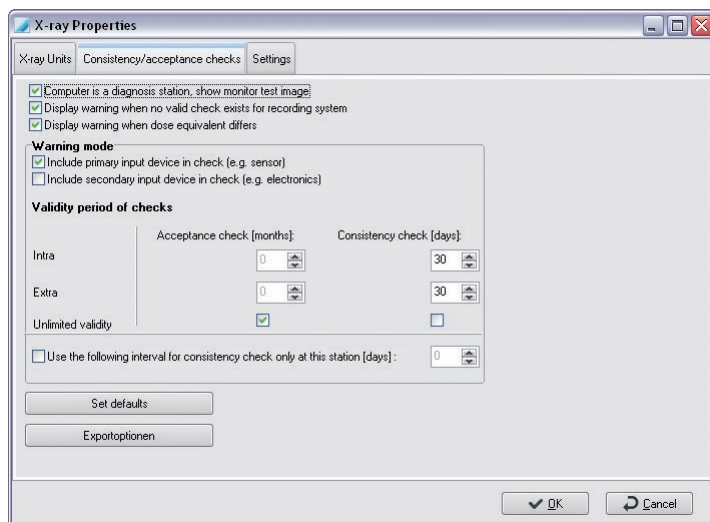 X-ray Properties
X-ray Units Consistency/acceptance checks Settings
Computer is a diagnosis station, show monitor test image
Display warning when no valid check exists for recording system
Display warning when dose equivalent differs
Warning mode
Include primary input device in check (e.g. sensor)
Include secondary input device in check (e.g. electronics)
Validity period of checks
Acceptance check [months]: Consistency check [days]:
Intra 0 30
Extra 0 30
Unlimited validity
Use the following interval for consistency check only at this station [days] : 0
Set defaults
Exportoptionen
OK Cancel